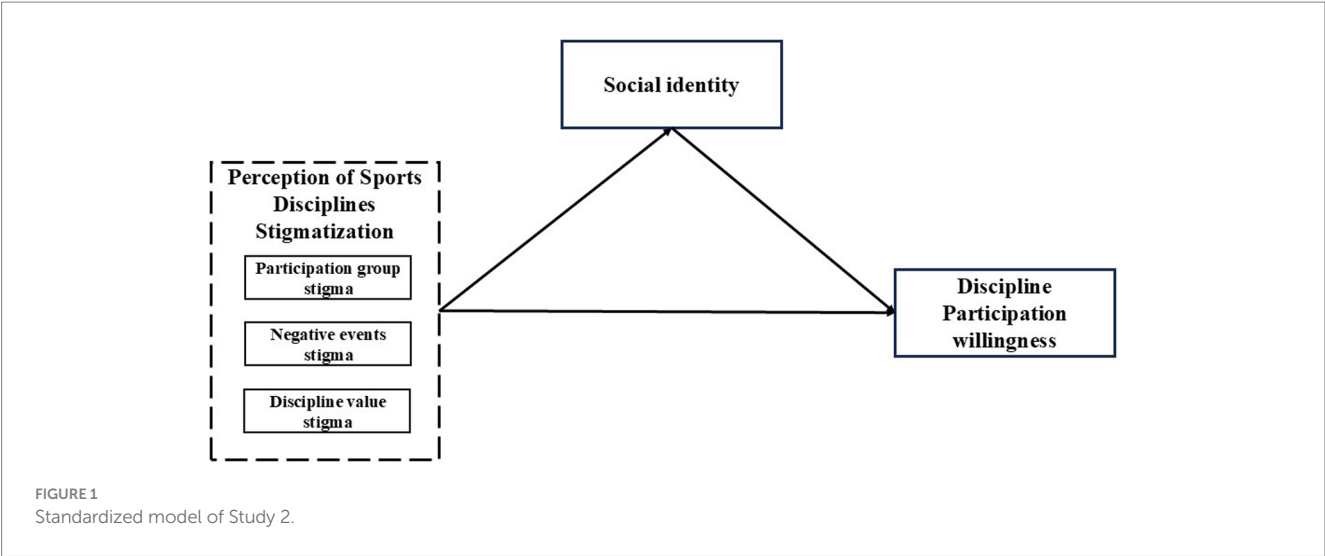 Social identity
Perception of Sports
Disciplines
Stigmatization
Participation group
stigma
Negative events
stigma
Discipline value
stigma
Discipline
Participation
willingness
FIGURE 1
Standardized model of Study 2.